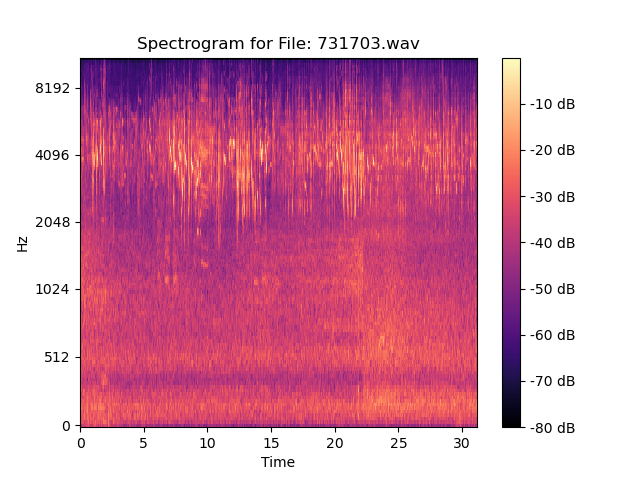 Spectrogram for File: 731703.wav
8192
4096
2048
1024
512
0
Hz
0 5 10 15 20 25 30
Time
-10 dB
-20 dB
-30 dB
-40 dB
-50 dB
-60 dB
-70 dB
-80 dB